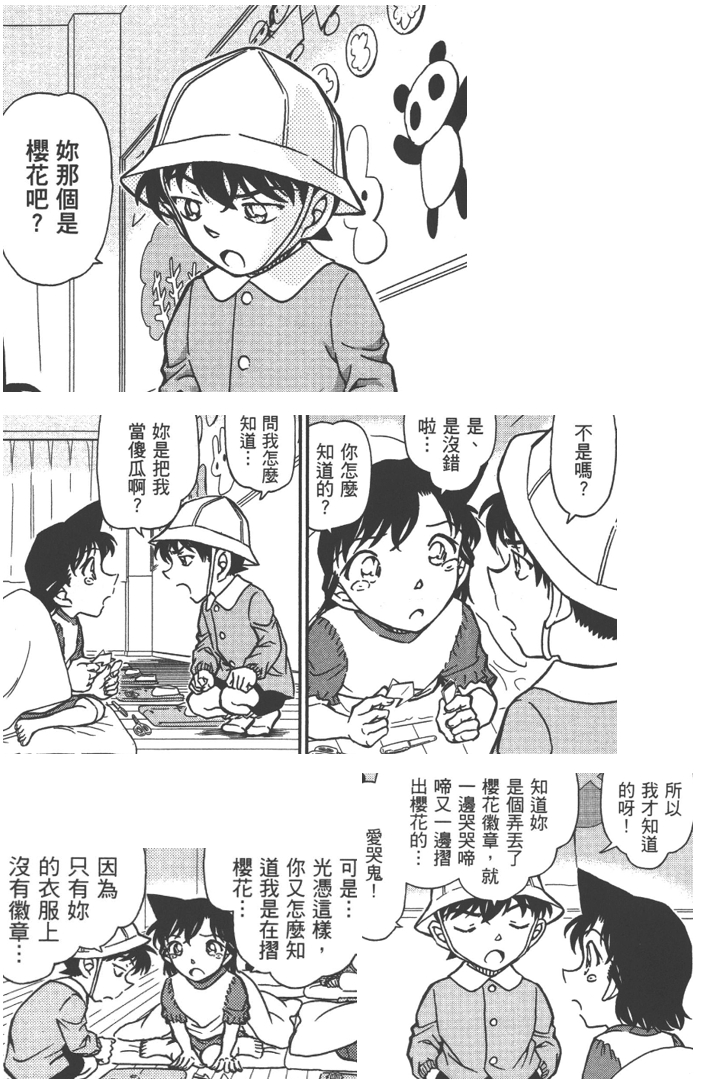 妳那個是
櫻花吧？
不是嗎？
是、
是沒錯
啦…
你怎麼
知道的？
問我怎麼
知道…
妳是把我
當傻瓜啊？
可是…
光憑這樣，
你又怎麼知
道我是在摺
櫻花…
因為
只有妳
的衣服上
沒有徽章…
所以
我才知道
的呀！
知道妳
是個弄丟了
櫻花徽章，就
一邊哭哭啼
啼又一邊摺
出櫻花的…
愛哭鬼！